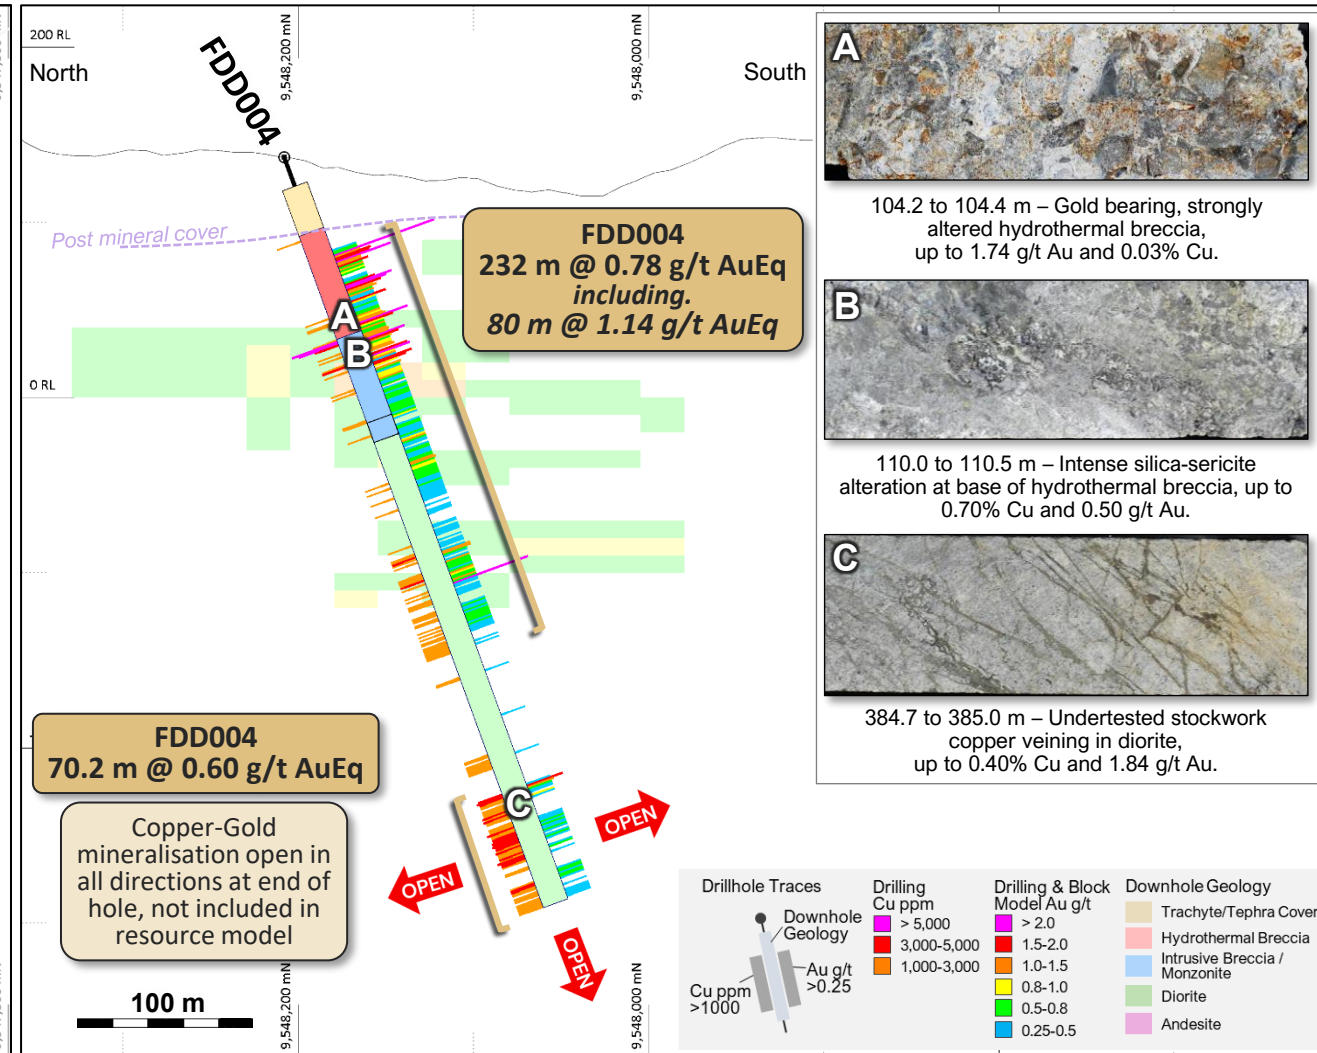 200 RL
North
FDD004
9,548,200 mN
9,548,000 mN
South
Post mineral cover
FDD004
232 m @ 0.78 g/t AuEq
including.
80 m @ 1.14 g/t AuEq
A
B
0 RL
FDD004
70.2 m @ 0.60 g/t AuEq
Copper-Gold
mineralisation open in
all directions at end of
hole, not included in
resource model
C
OPEN
OPEN
OPEN
100 m
9,548,200 mN
9,548,000 mN
A
104.2 to 104.4 m – Gold bearing, strongly
altered hydrothermal breccia,
up to 1.74 g/t Au and 0.03% Cu.
B
110.0 to 110.5 m – Intense silica-sericite
alteration at base of hydrothermal breccia, up to
0.70% Cu and 0.50 g/t Au.
C
384.7 to 385.0 m – Undertested stockwork
copper veining in diorite,
up to 0.40% Cu and 1.84 g/t Au.
Drillhole Traces
Downhole
Geology
Cu ppm
>1000
Au g/t
>0.25
Drilling
Cu ppm
> 5,000
3,000-5,000
1,000-3,000
Drilling & Block
Model Au g/t
> 2.0
1.5-2.0
1.0-1.5
0.8-1.0
0.5-0.8
0.25-0.5
Downhole Geology
Trachyte/Tephra Cover
Hydrothermal Breccia
Intrusive Breccia /
Monzonite
Diorite
Andesite